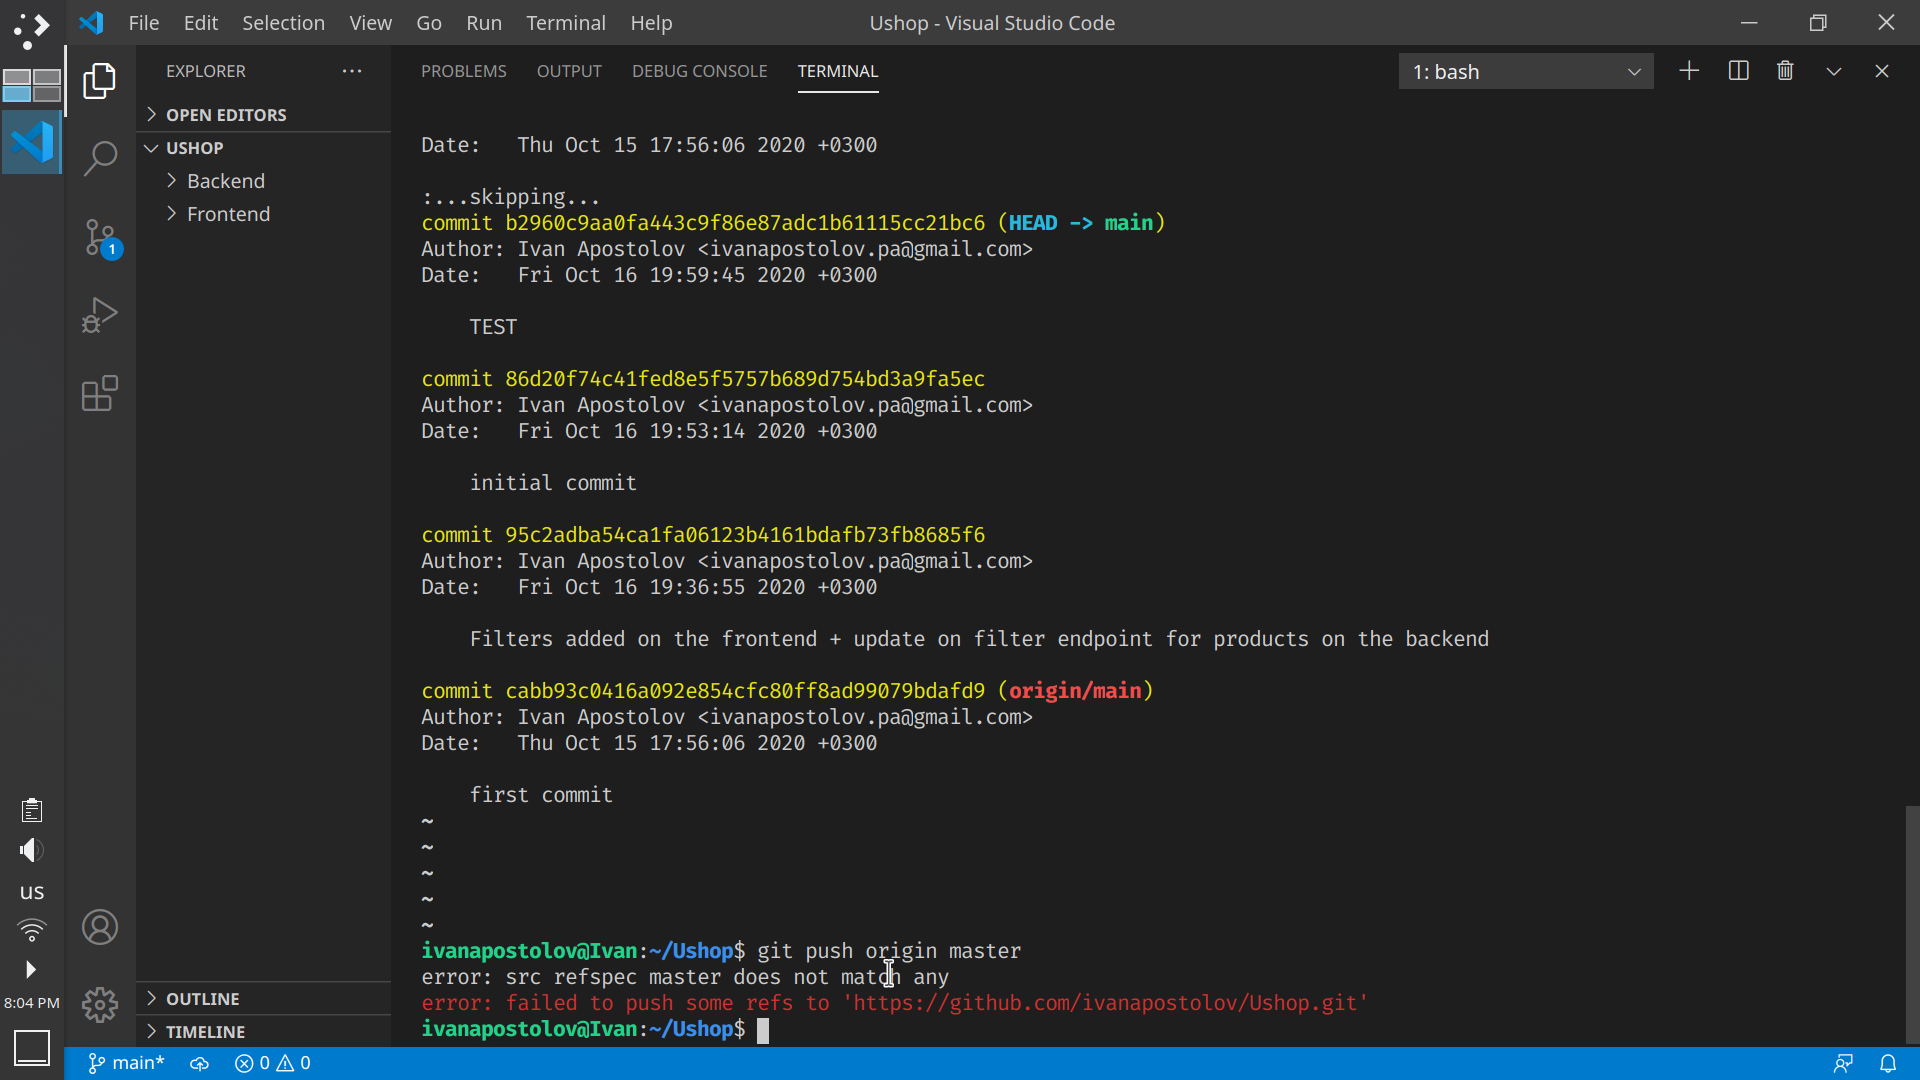 File Edit Selection View Go Run Terminal Help
Ushop - Visual Studio Code
EXPLORER
OPEN EDITORS
USHOP
Backend
Frontend
OUTLINE
TIMELINE
PROBLEMS OUTPUT DEBUG CONSOLE TERMINAL
1: bash
Date:   Thu Oct 15 17:56:06 2020 +0300
:...skipping...
commit b2960c9aa0fa443c9f86e87adc1b61115cc21bc6 (HEAD -> main)
Author: Ivan Apostolov <ivanapostolov.pa@gmail.com>
Date:   Fri Oct 16 19:59:45 2020 +0300
TEST
commit 86d20f74c41fed8e5f5757b689d754bd3a9fa5ec
Author: Ivan Apostolov <ivanapostolov.pa@gmail.com>
Date:   Fri Oct 16 19:53:14 2020 +0300
initial commit
commit 95c2adba54ca1fa06123b4161bdafb73fb8685f6
Author: Ivan Apostolov <ivanapostolov.pa@gmail.com>
Date:   Fri Oct 16 19:36:55 2020 +0300
Filters added on the frontend + update on filter endpoint for products on the backend
commit cabb93c0416a092e854cfc80ff8ad99079bdafd9 (origin/main)
Author: Ivan Apostolov <ivanapostolov.pa@gmail.com>
Date:   Thu Oct 15 17:56:06 2020 +0300
first commit
~
~
~
~
~
ivanapostolov@Ivan:~/Ushop$ git push origin master
error: src refspec master does not match any
error: failed to push some refs to 'https://github.com/ivanapostolov/Ushop.git'
ivanapostolov@Ivan:~/Ushop$
1
us
8:04 PM
main* 0 0